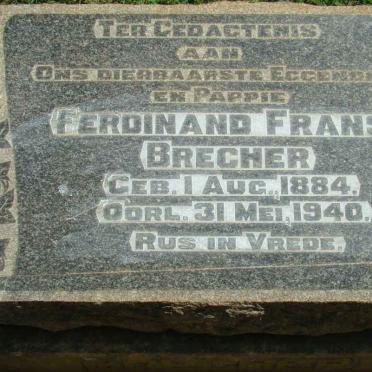 TER GEDACTENIS
AAN
ONS DIERBAARSTE EGGENO
EN PAPPIE
FERDINAND FRANS
BRECHER
GEB. 1 AUG., 1884,
OORL. 31 MEI, 1940,
RUS IN VREDE.